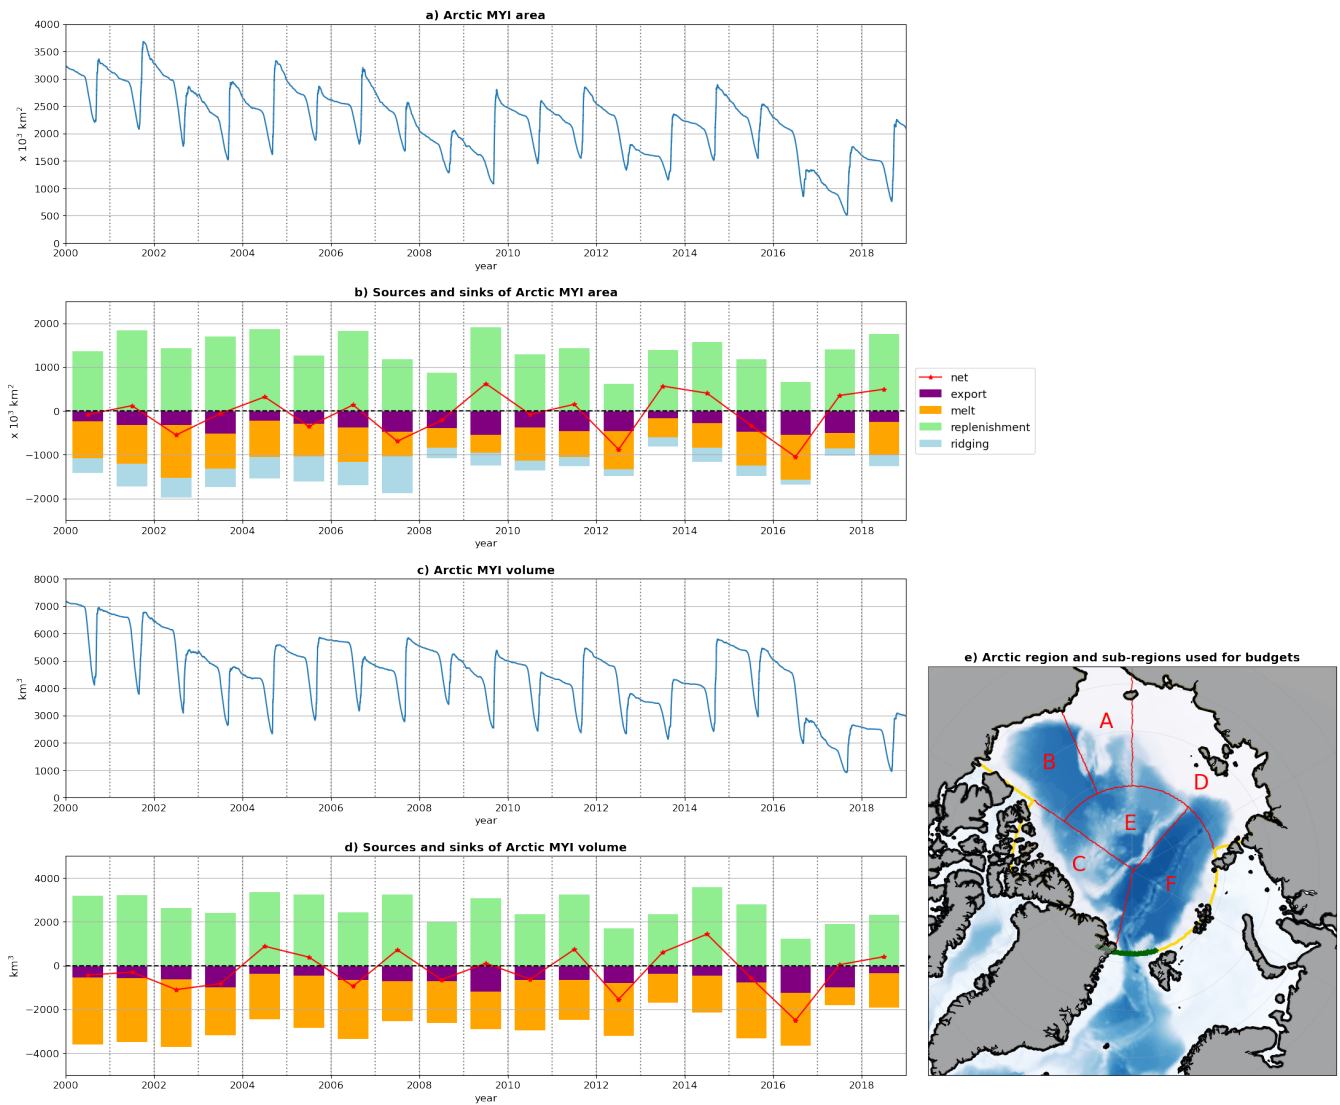 a) Arctic MYI area
4000
3500
3000
2500
2000
1500
1000
500
0
x 10³ km²
2000 2002 2004 2006 2008 2010 2012 2014 2016 2018
year
b) Sources and sinks of Arctic MYI area
2000
1000
0
−1000
−2000
x 10³ km²
2000 2002 2004 2006 2008 2010 2012 2014 2016 2018
year
net
export
melt
replenishment
ridging
c) Arctic MYI volume
8000
7000
6000
5000
4000
3000
2000
1000
0
km³
2000 2002 2004 2006 2008 2010 2012 2014 2016 2018
year
d) Sources and sinks of Arctic MYI volume
4000
2000
0
−2000
−4000
km³
2000 2002 2004 2006 2008 2010 2012 2014 2016 2018
year
e) Arctic region and sub-regions used for budgets
A
B
D
E
C
F